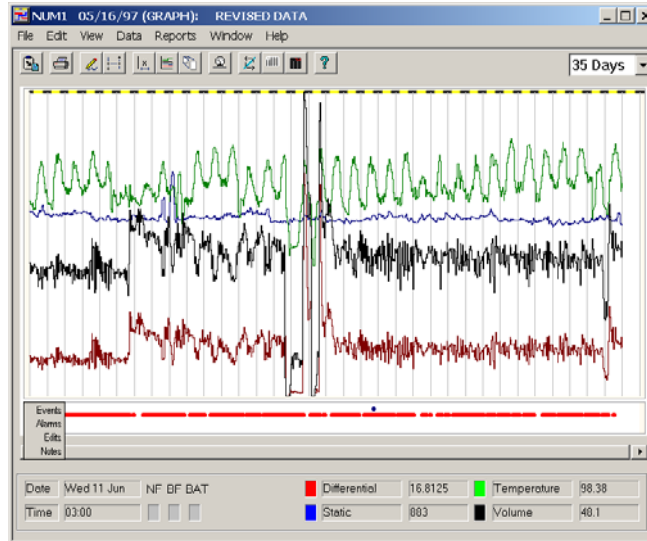 NUM1 05/16/97 (GRAPH): REVISED DATA
File Edit View Data Reports Window Help
35 Days
Events
Alarms
Edits
Notes
Date Wed 11 Jun NF BF BAT Differential 16.8125 Temperature 98.38
Time 03:00 Static 883 Volume 48.1